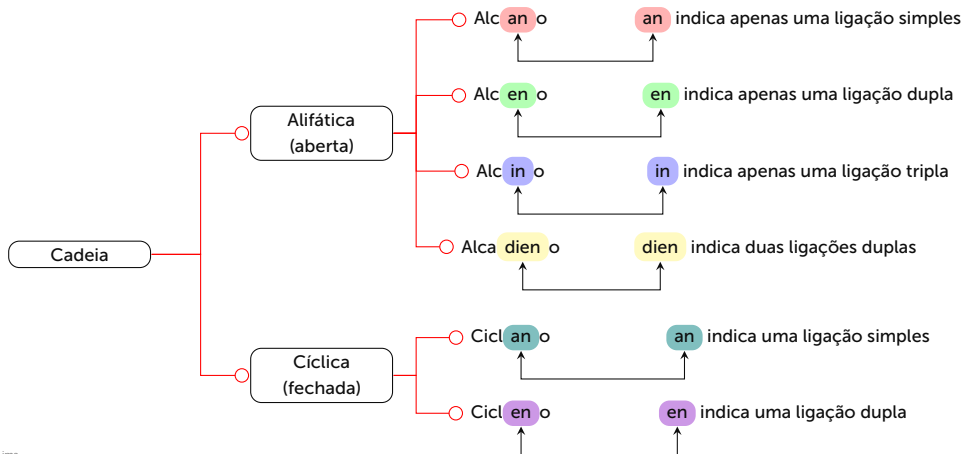 Alcano an indica apenas uma ligação simples
Alceno en indica apenas uma ligação dupla
Alifática
(aberta)
Alcino in indica apenas uma ligação tripla
Alcadieno dien indica duas ligações duplas
Cadeia
Ciclano an indica uma ligação simples
Cíclica
(fechada)
Cicleno en indica uma ligação dupla